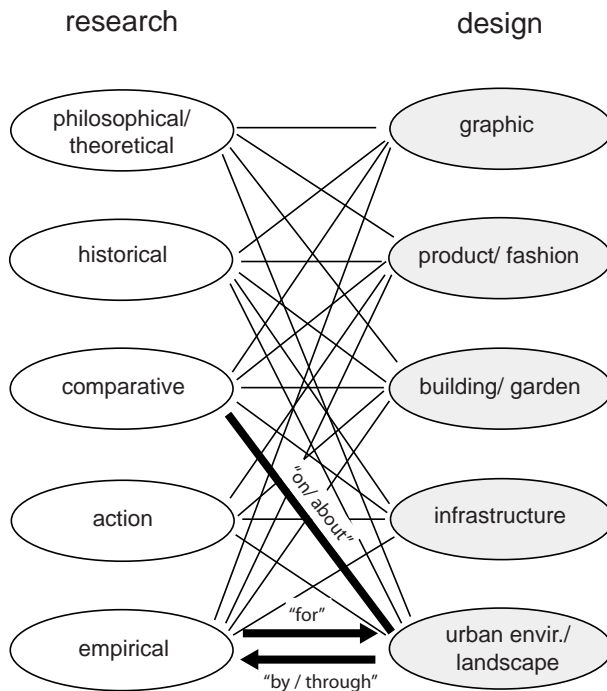 research
design
philosophical/
theoretical
graphic
historical
product/ fashion
comparative
building/ garden
"on/ about"
action
infrastructure
"for"
empirical
urban envir./
landscape
"by / through"